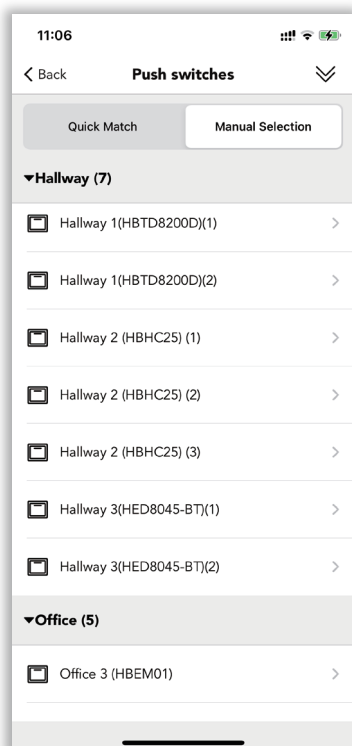 11:06
Back Push switches
Quick Match Manual Selection
▾Hallway (7)
Hallway 1(HBTD8200D)(1)
Hallway 1(HBTD8200D)(2)
Hallway 2 (HBHC25) (1)
Hallway 2 (HBHC25) (2)
Hallway 2 (HBHC25) (3)
Hallway 3(HED8045-BT)(1)
Hallway 3(HED8045-BT)(2)
▾Office (5)
Office 3 (HBEM01)